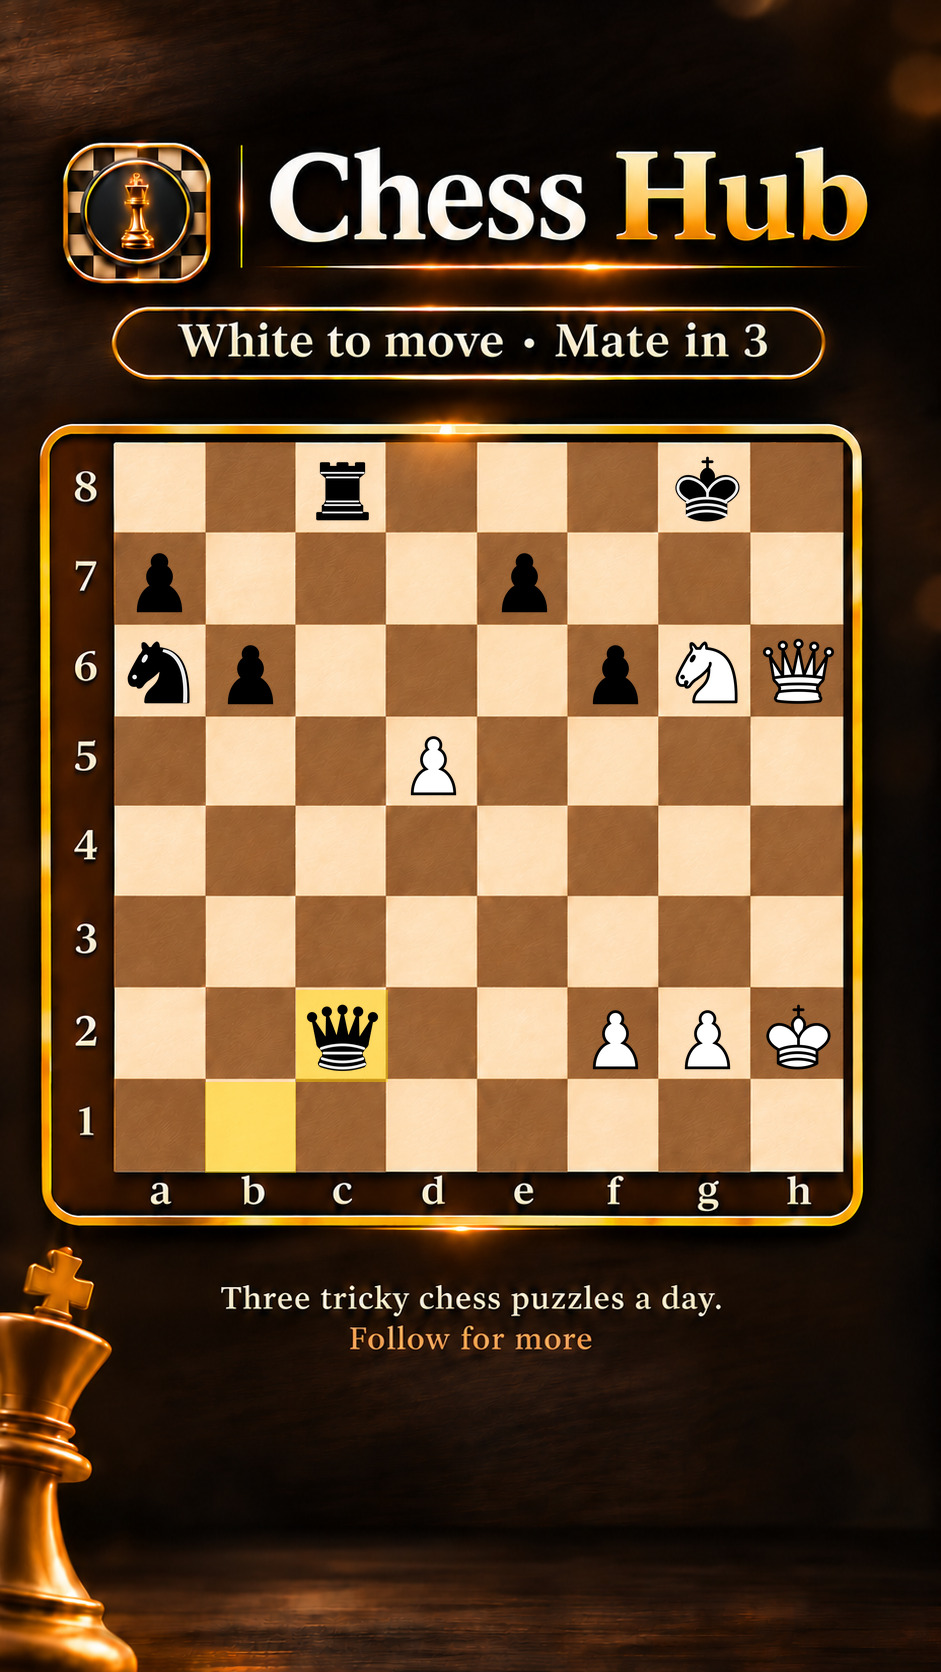 Chess Hub
White to move • Mate in 3
8
7
6
5
4
3
2
1
a b c d e f g h
Three tricky chess puzzles a day.
Follow for more